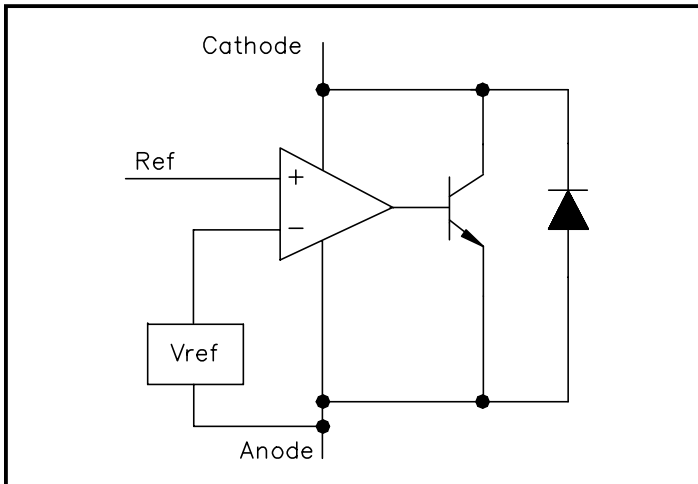 Cathode
Ref
+
−
Vref
Anode